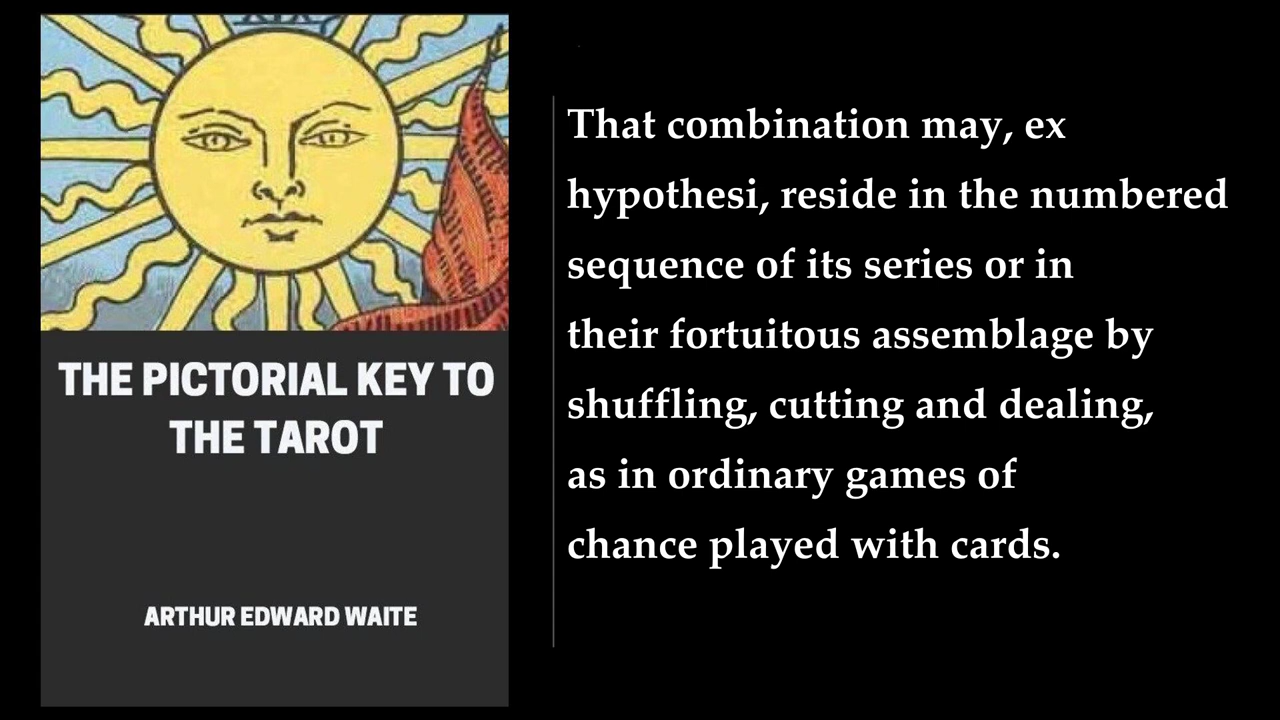 XIX
THE PICTORIAL KEY TO
THE TAROT
ARTHUR EDWARD WAITE
That combination may, ex
hypothesi, reside in the numbered
sequence of its series or in
their fortuitous assemblage by
shuffling, cutting and dealing,
as in ordinary games of
chance played with cards.